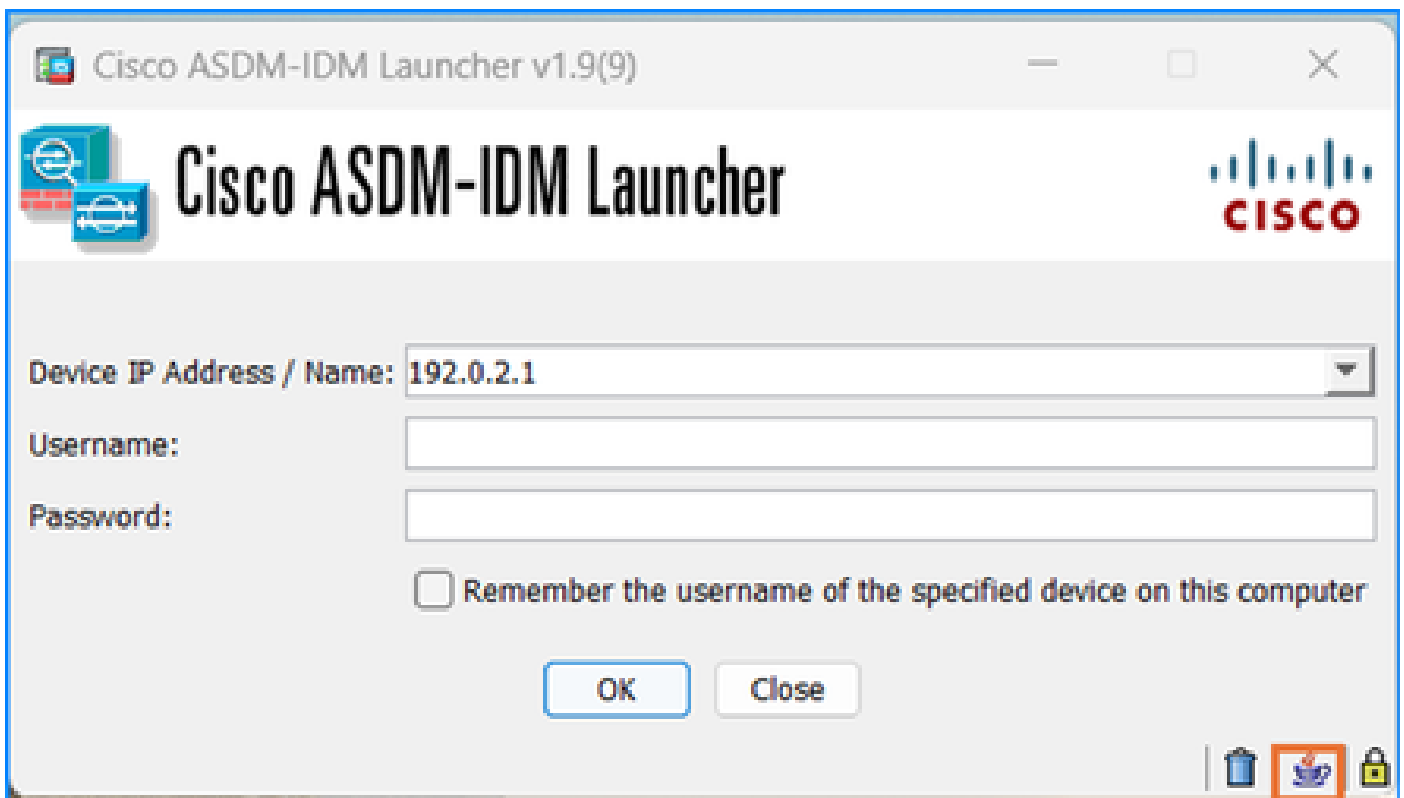 Cisco ASDM-IDM Launcher v1.9(9)
Cisco ASDM-IDM Launcher
CISCO
Device IP Address / Name: 192.0.2.1
Username:
Password:
Remember the username of the specified device on this computer
OK Close